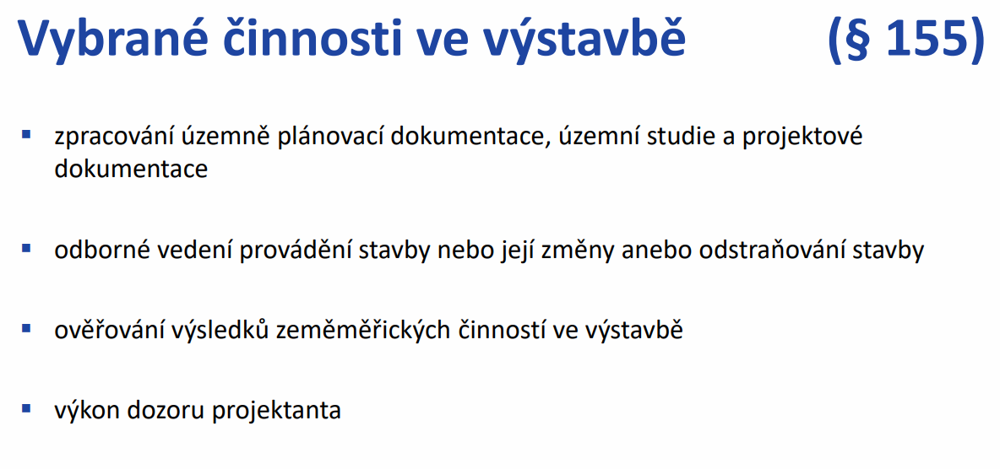 Vybrané činnosti ve výstavbě (§ 155)
▪ zpracování územně plánovací dokumentace, územní studie a projektové
dokumentace
▪ odborné vedení provádění stavby nebo její změny anebo odstraňování stavby
▪ ověřování výsledků zeměměřických činností ve výstavbě
▪ výkon dozoru projektanta